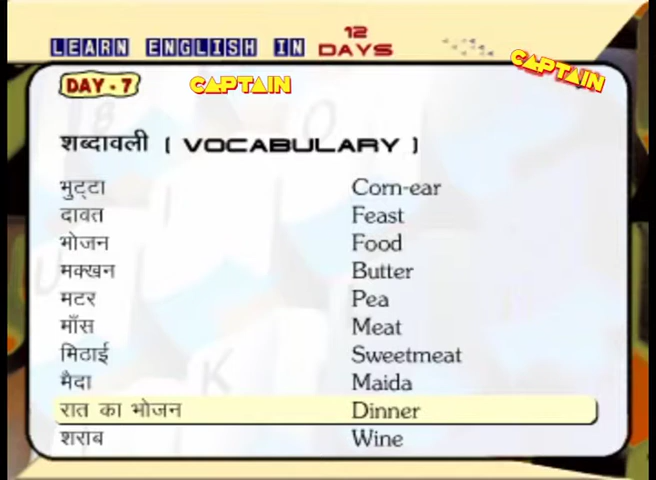 LEARN ENGLISH IN 12 DAYS
CAPTAIN
DAY - 7
CAPTAIN
शब्दावली ( VOCABULARY )
भुट्टा Corn-ear
दावत Feast
भोजन Food
मक्खन Butter
मटर Pea
माँस Meat
मिठाई Sweetmeat
मैदा Maida
रात का भोजन Dinner
शराब Wine